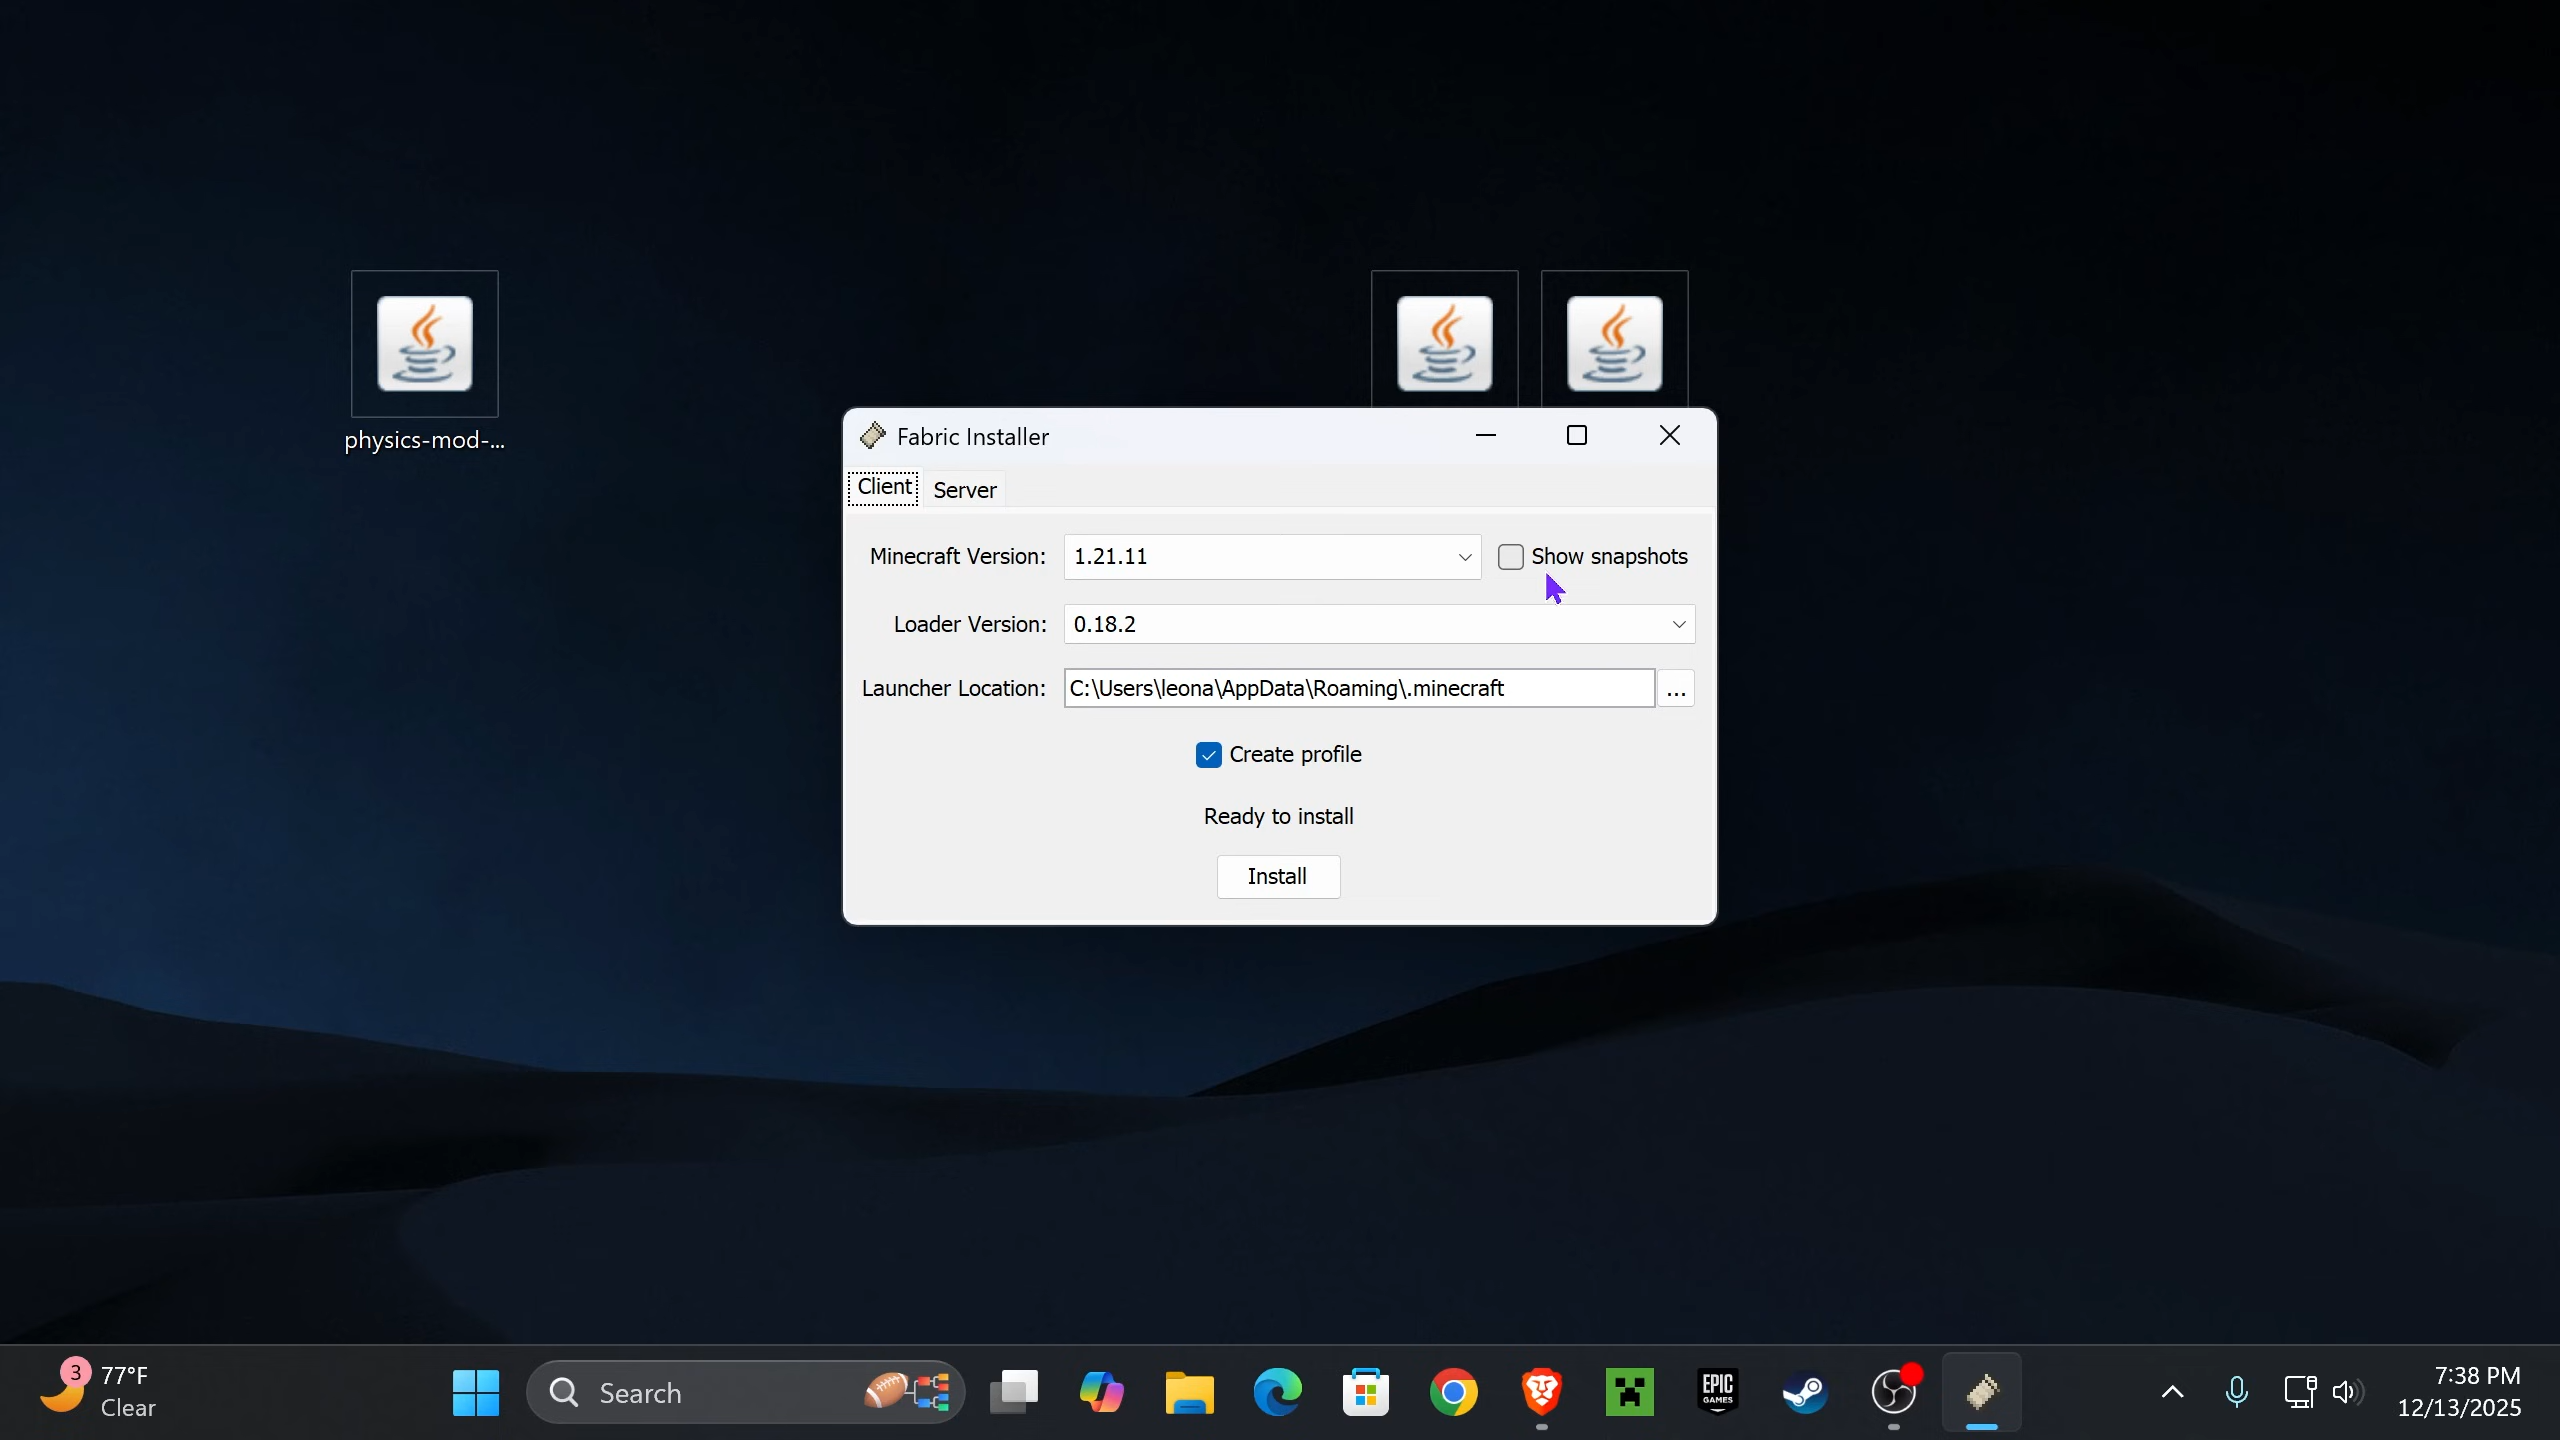 physics-mod-...
Fabric Installer
Client
Server
Minecraft Version:
1.21.11
Show snapshots
Loader Version:
0.18.2
Launcher Location:
C:\Users\leona\AppData\Roaming\.minecraft
...
Create profile
Ready to install
Install
3
77°F
Clear
Search
EPIC
GAMES
7:38 PM
12/13/2025